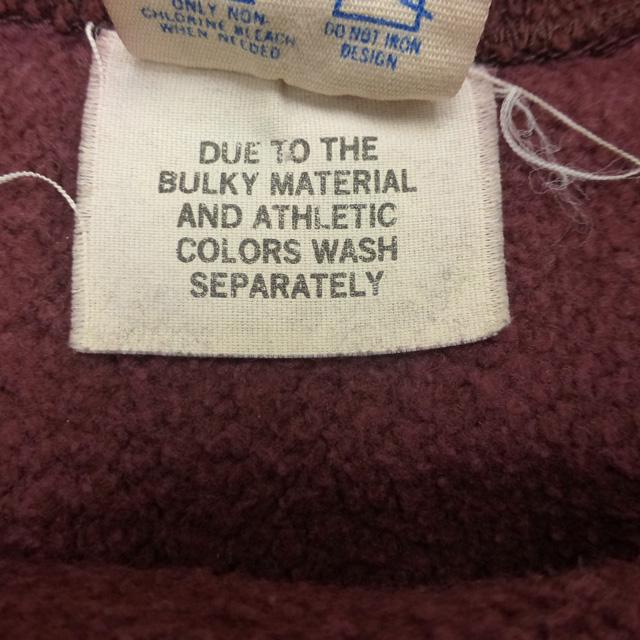 ONLY NON-
CHLORINE BLEACH
WHEN NEEDED
DO NOT IRON
DESIGN
DUE TO THE
BULKY MATERIAL
AND ATHLETIC
COLORS WASH
SEPARATELY